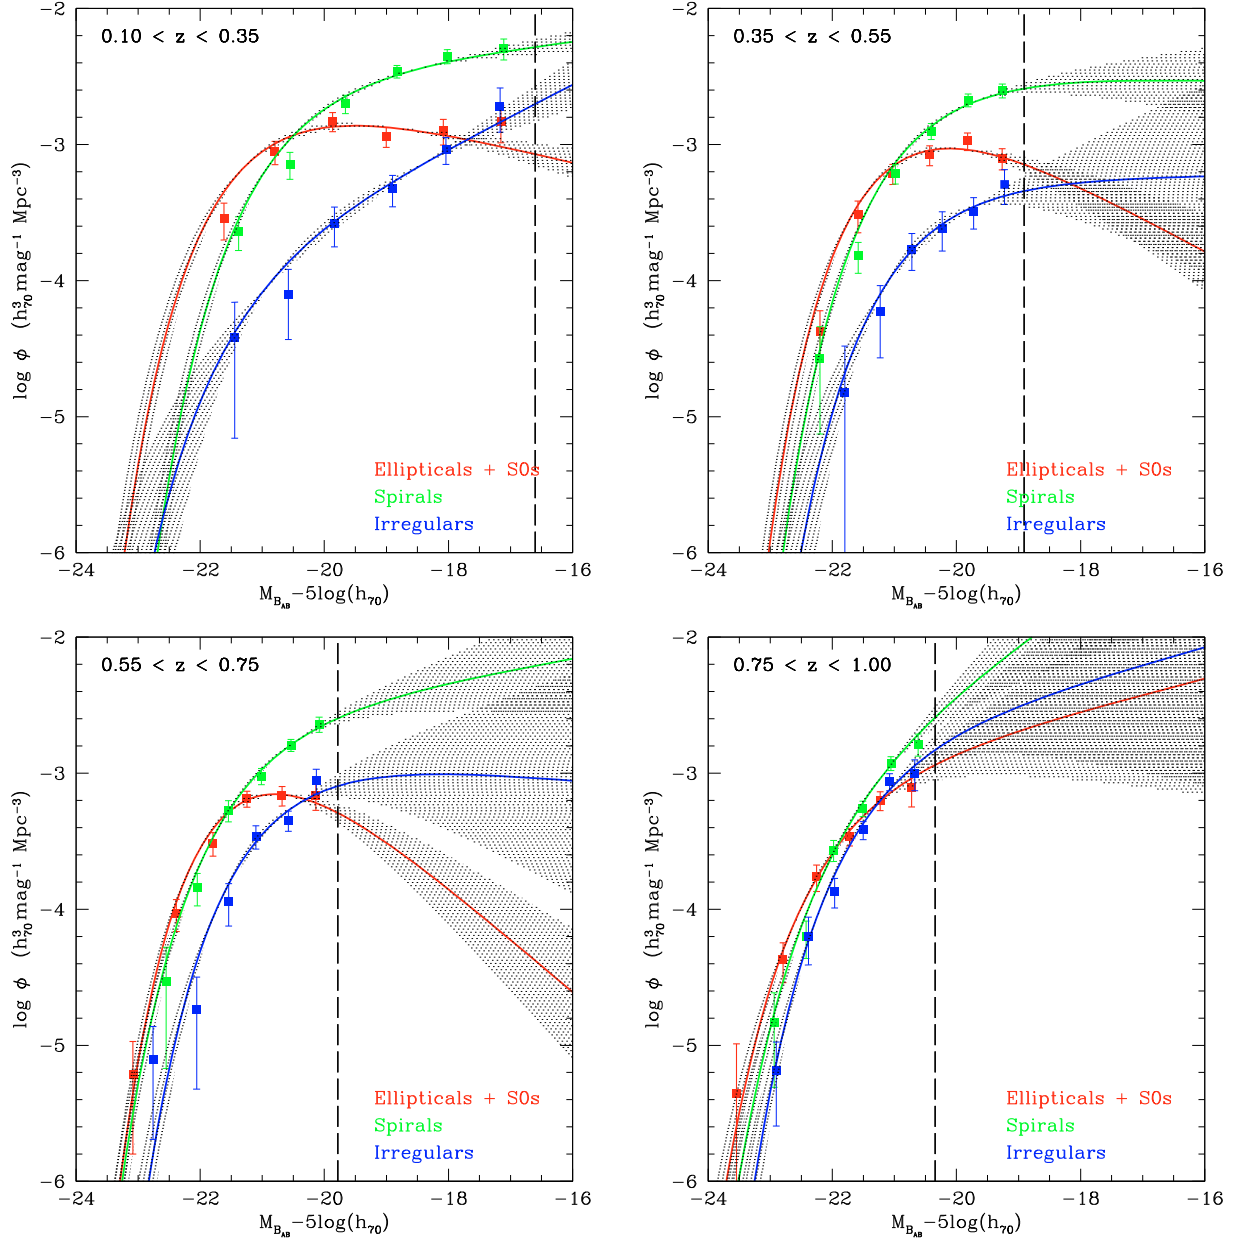 0.10 < z < 0.35
log ϕ (h³₇₀ mag⁻¹ Mpc⁻³)
−2
−3
−4
−5
−6
Ellipticals + S0s
Spirals
Irregulars
−24 −22 −20 −18 −16
M_B_AB −5log(h₇₀)
0.35 < z < 0.55
log ϕ (h³₇₀ mag⁻¹ Mpc⁻³)
−2
−3
−4
−5
−6
Ellipticals + S0s
Spirals
Irregulars
−24 −22 −20 −18 −16
M_B_AB −5log(h₇₀)
0.55 < z < 0.75
log ϕ (h³₇₀ mag⁻¹ Mpc⁻³)
−2
−3
−4
−5
−6
Ellipticals + S0s
Spirals
Irregulars
−24 −22 −20 −18 −16
M_B_AB −5log(h₇₀)
0.75 < z < 1.00
log ϕ (h³₇₀ mag⁻¹ Mpc⁻³)
−2
−3
−4
−5
−6
Ellipticals + S0s
Spirals
Irregulars
−24 −22 −20 −18 −16
M_B_AB −5log(h₇₀)